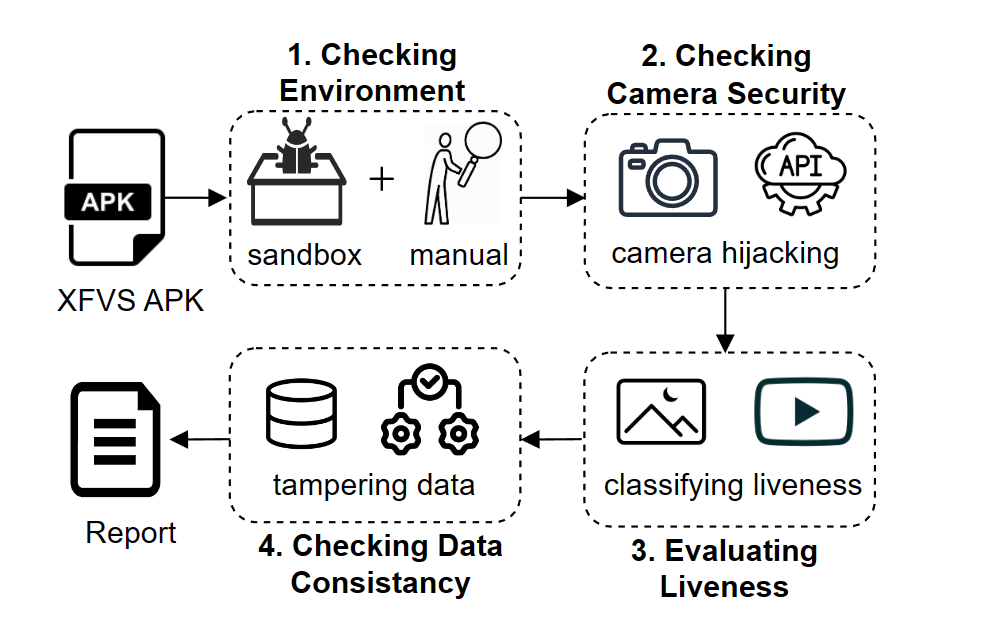 1. Checking
Environment
2. Checking
Camera Security
APK
XFVS APK
+
sandbox
manual
API
camera hijacking
classifying liveness
3. Evaluating
Liveness
tampering data
4. Checking Data
Consistancy
Report